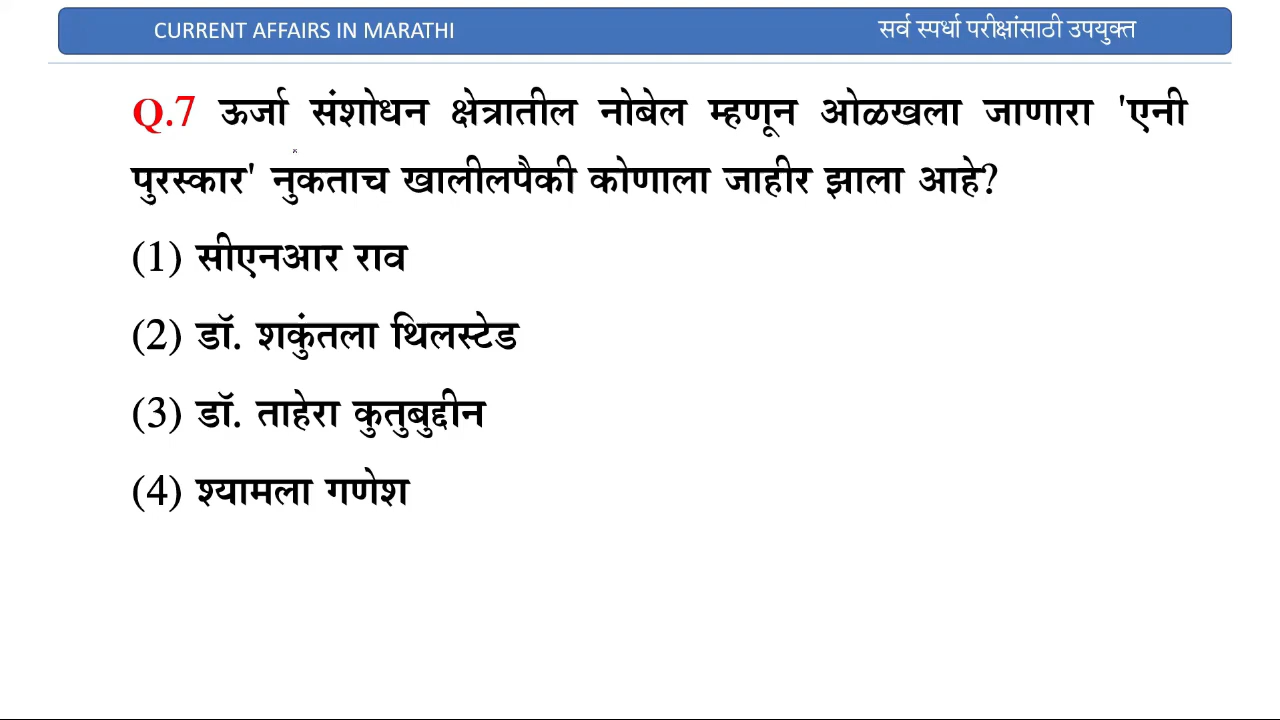 CURRENT AFFAIRS IN MARATHI
सर्व स्पर्धा परीक्षांसाठी उपयुक्त
Q.7 ऊर्जा संशोधन क्षेत्रातील नोबेल म्हणून ओळखला जाणारा 'एनी
पुरस्कार' नुकताच खालीलपैकी कोणाला जाहीर झाला आहे?
(1) सीएनआर राव
(2) डॉ. शकुंतला थिलस्टेड
(3) डॉ. ताहेरा कुतुबुद्दीन
(4) श्यामला गणेश